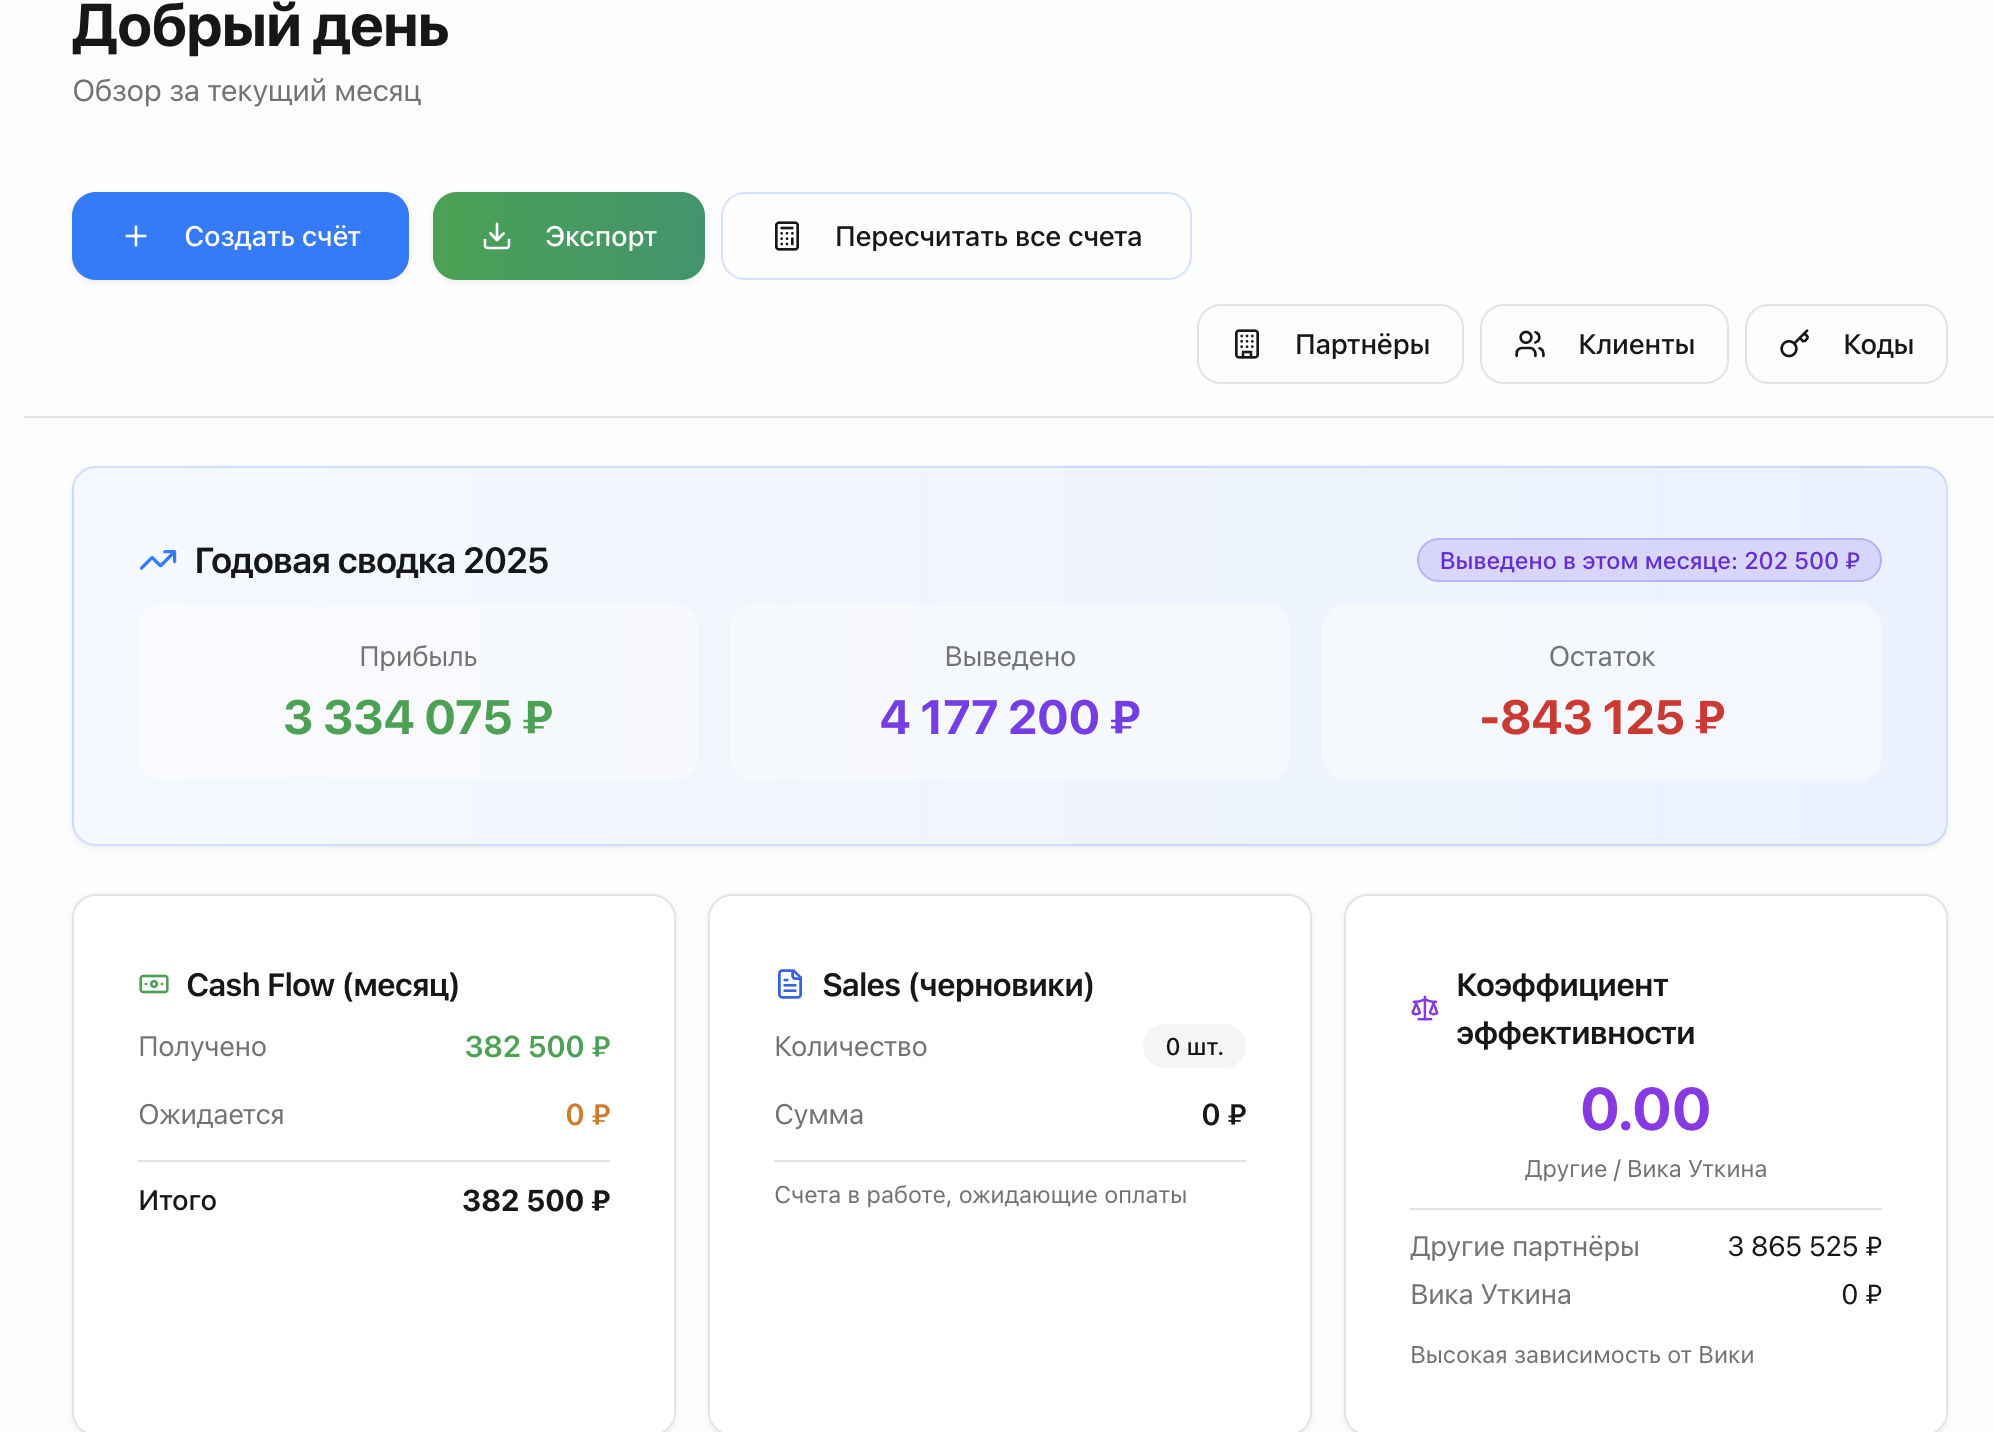 Добрый день
Обзор за текущий месяц
Создать счёт
Экспорт
Пересчитать все счета
Партнёры
Клиенты
Коды
Годовая сводка 2025
Выведено в этом месяце: 202 500 ₽
Прибыль
3 334 075 ₽
Выведено
4 177 200 ₽
Остаток
-843 125 ₽
Cash Flow (месяц)
Получено 382 500 ₽
Ожидается 0 ₽
Итого 382 500 ₽
Sales (черновики)
Количество 0 шт.
Сумма 0 ₽
Счета в работе, ожидающие оплаты
Коэффициент
эффективности
0.00
Другие / Вика Уткина
Другие партнёры 3 865 525 ₽
Вика Уткина 0 ₽
Высокая зависимость от Вики